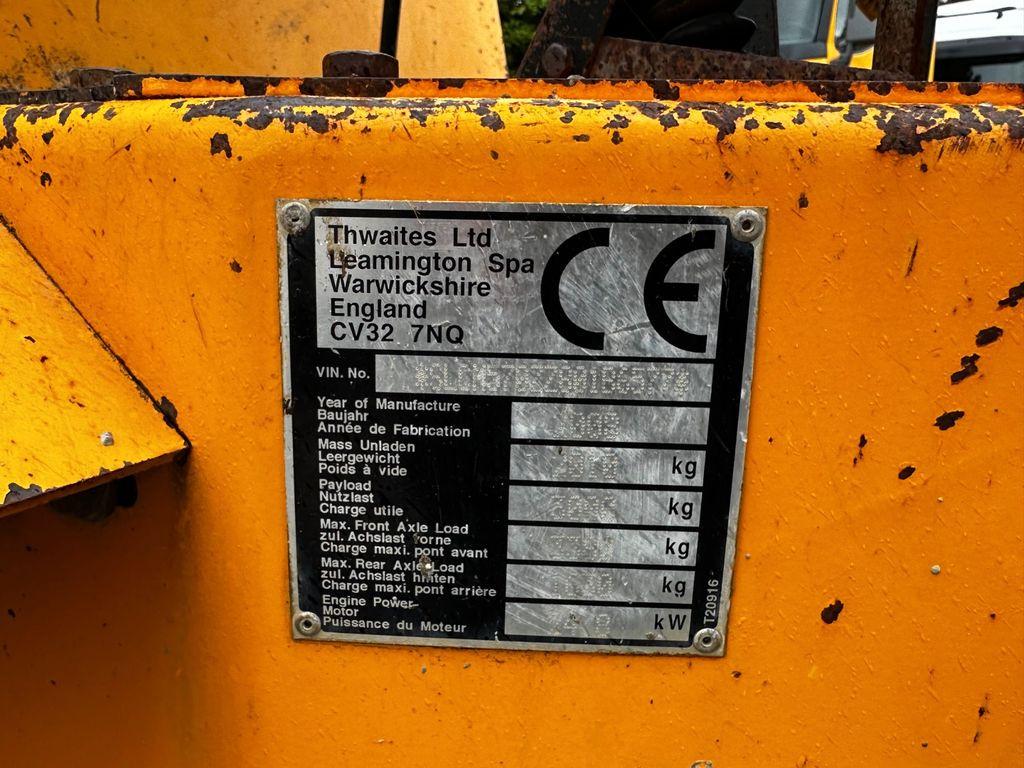 Thwaites Ltd
Leamington Spa
Warwickshire
England
CV32 7NQ
CE
VIN. No.
Year of Manufacture
Baujahr
Année de Fabrication
Mass Unladen
Leergewicht
Poids à vide
kg
Payload
Nutzlast
Charge utile
kg
Max. Front Axle Load
zul. Achslast vorne
Charge maxi. pont avant
kg
Max. Rear Axle Load
zul. Achslast hinten
Charge maxi. pont arrière
kg
Engine Power
Motor
Puissance du Moteur
kW
T20916